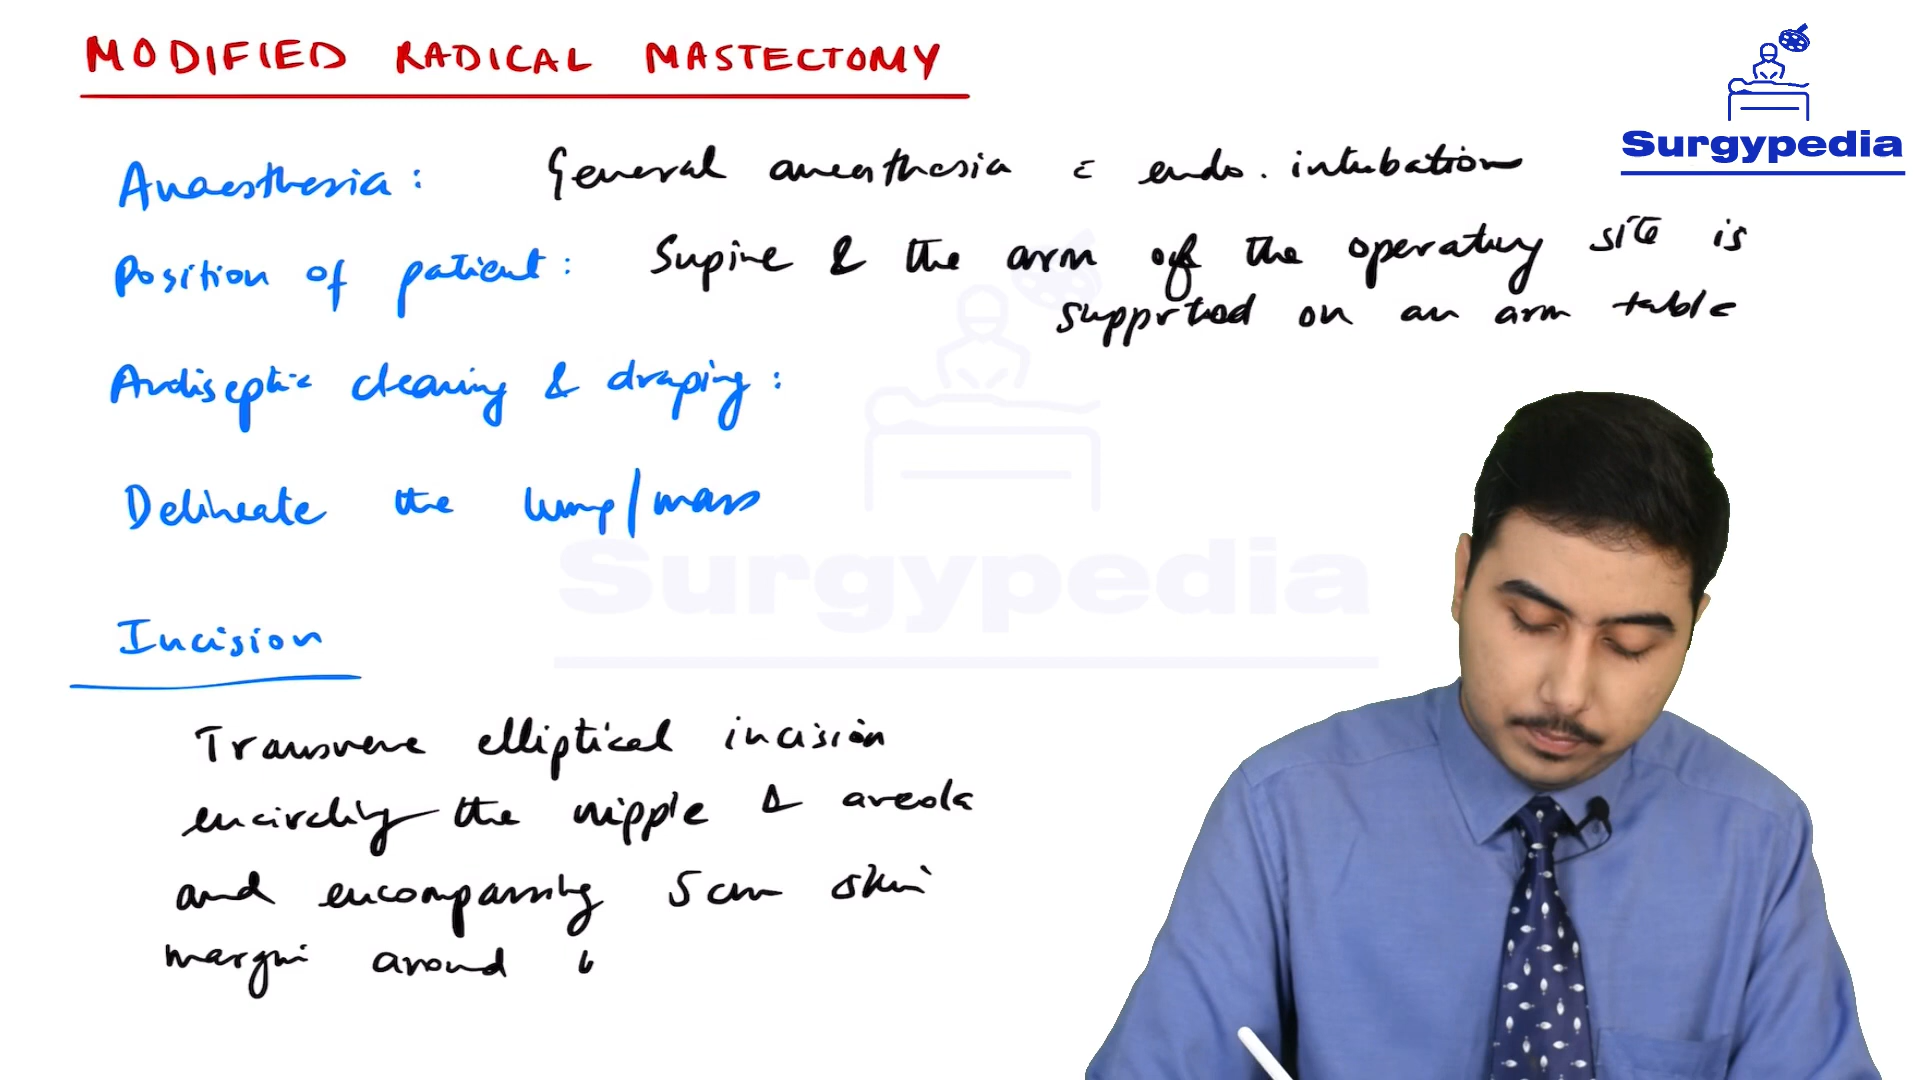 MODIFIED RADICAL MASTECTOMY
Surgypedia
Anaesthesia: General anaesthesia c endo. intubation
Position of patient: Supine & the arm of the operating site is
supported on an arm table
Antiseptic cleaning & draping:
Delineate the lump/mass
Surgypedia
Incision
Transverse elliptical incision
encircling the nipple & areola
and encompassing 5cm skin
margin around